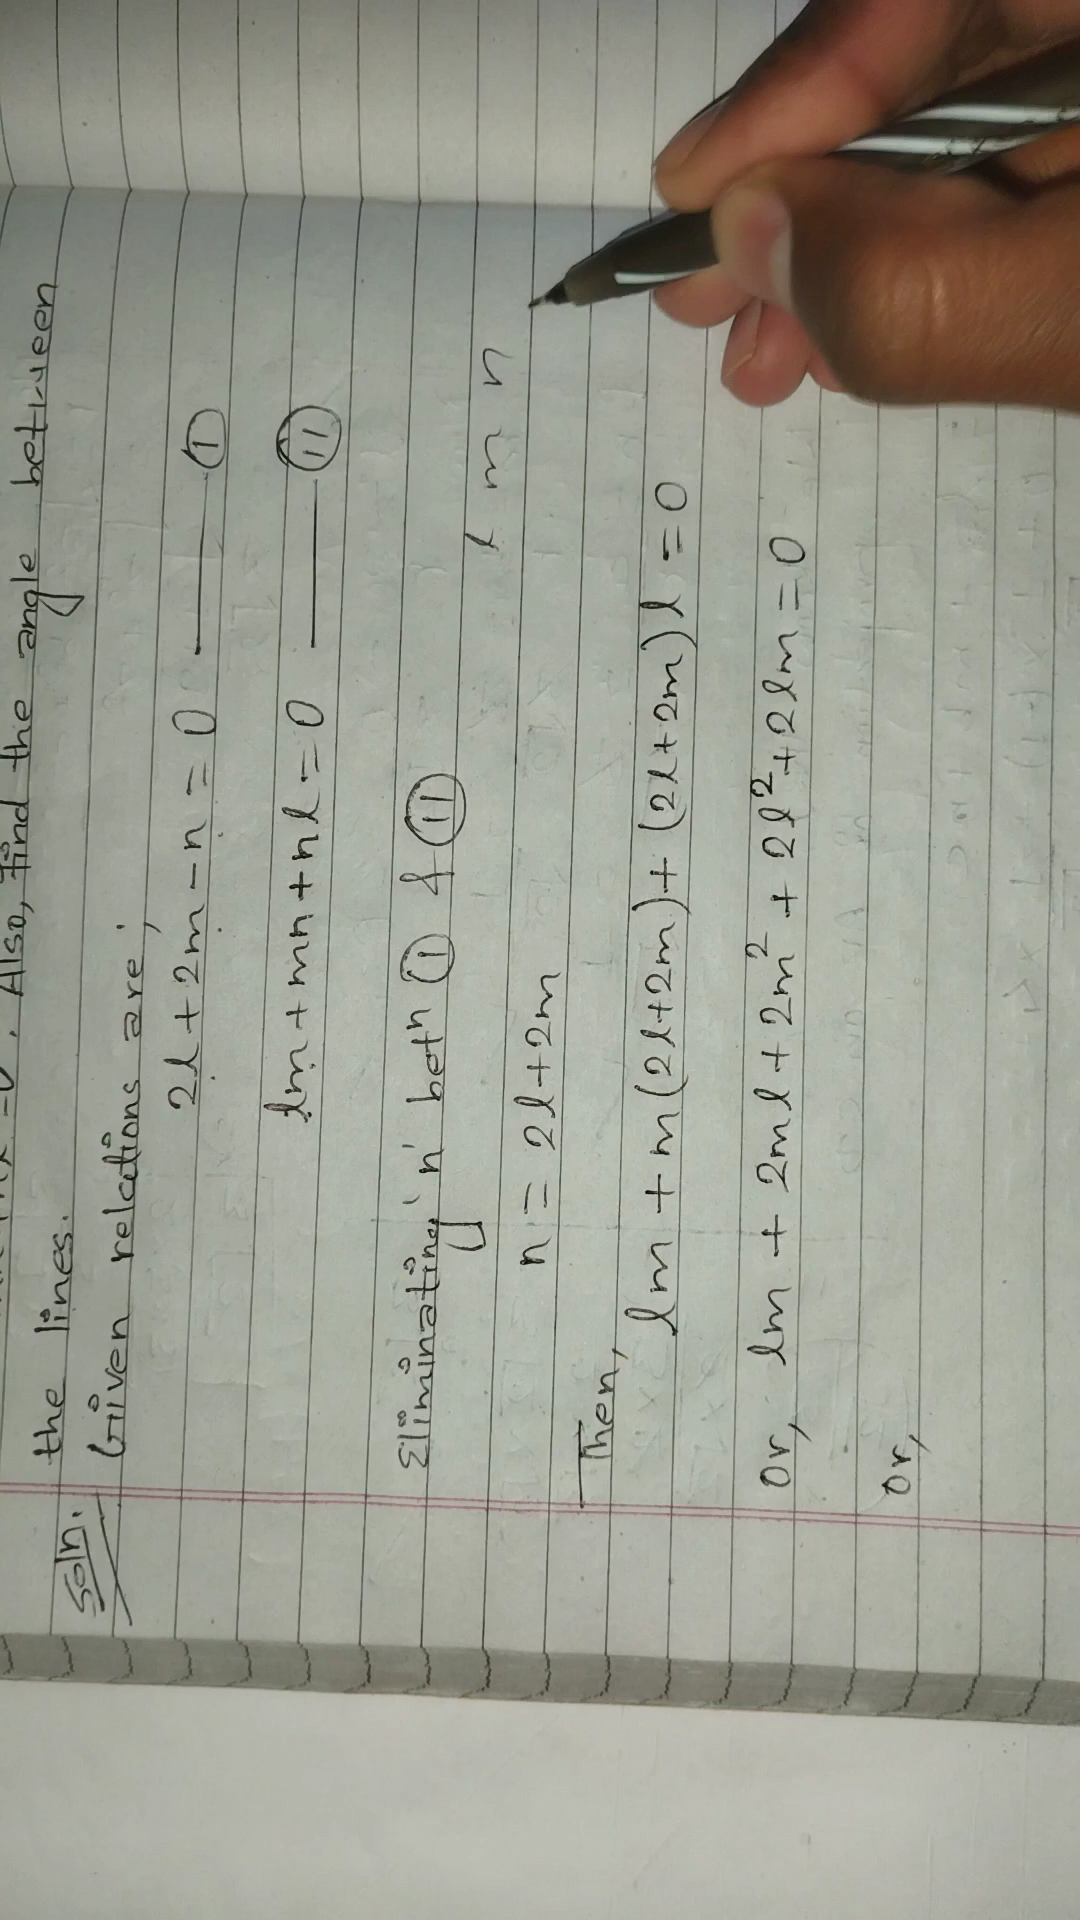 Also, find the angle between
the lines.
Soln. Given relations are,
2l + 2m - n = 0 —— (I)
lm + mn + nl = 0 —— (II)
Eliminating 'n' betn (I) & (II)
l m n
n = 2l + 2m
Then,
lm + m(2l+2m) + (2l+2m)l = 0
or, lm + 2ml + 2m² + 2l² + 2lm = 0
or,